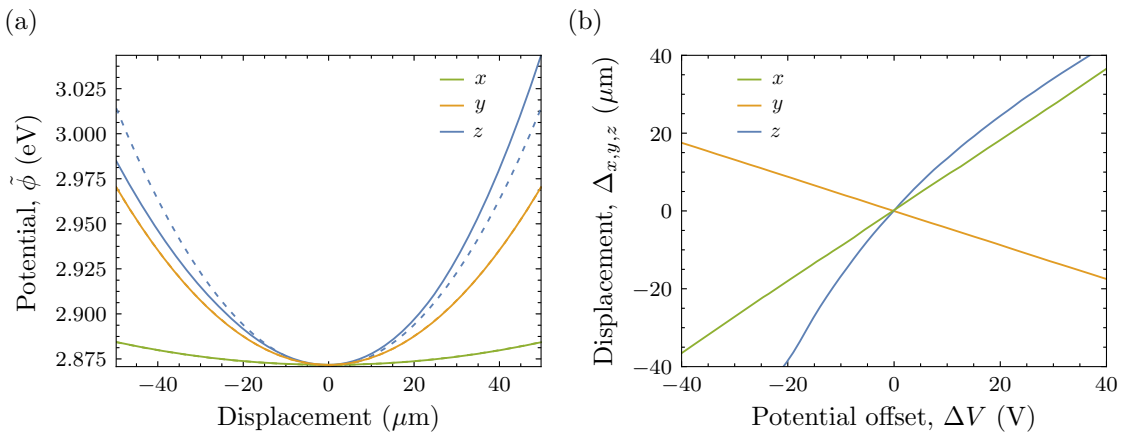 (a)
Potential, ϕ̃ (eV)
3.025
3.000
2.975
2.950
2.925
2.900
2.875
x
y
z
−40 −20 0 20 40
Displacement (μm)
(b)
Displacement, Δx,y,z (μm)
40
20
0
−20
−40
x
y
z
−40 −20 0 20 40
Potential offset, ΔV (V)